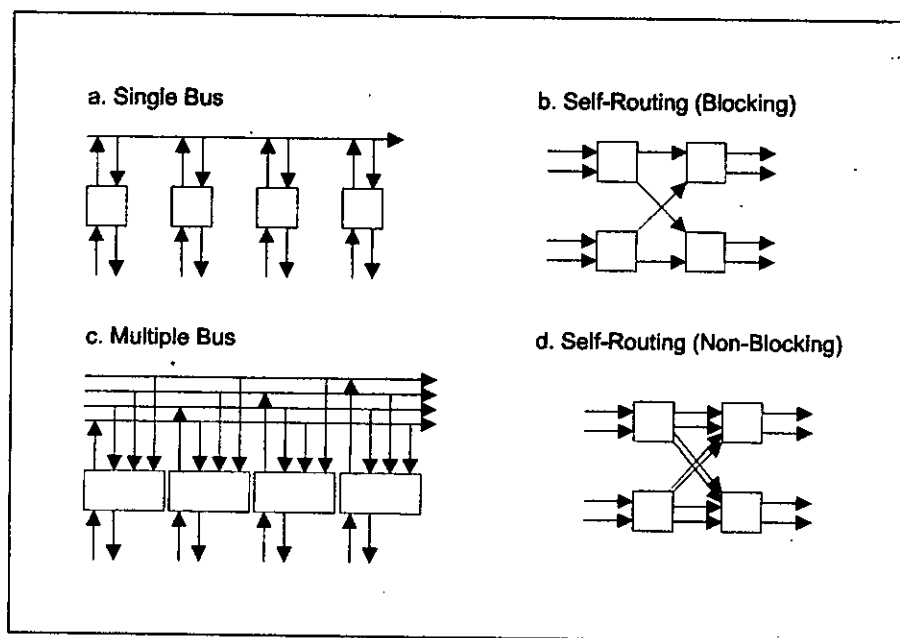 a. Single Bus
b. Self-Routing (Blocking)
c. Multiple Bus
d. Self-Routing (Non-Blocking)